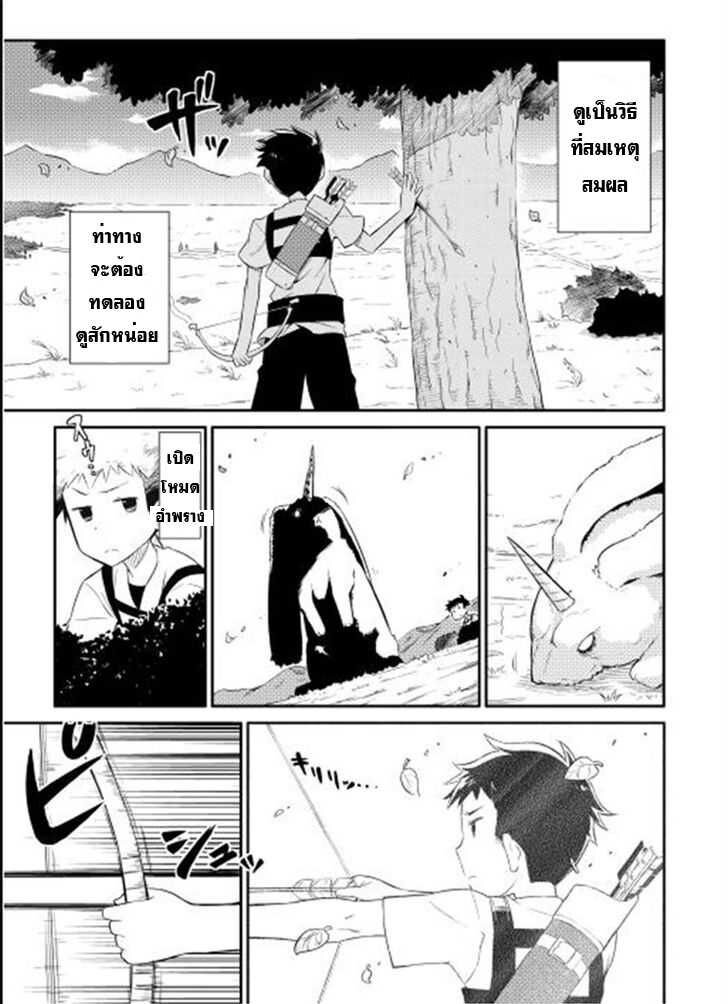 ザッ
ดูเป็นวิธี
ที่สมเหตุ
สมผล
ท่าทาง
จะต้อง
ทดลอง
ดูสักหน่อย
スッ…
เปิด
โหมด
อำพราง
キリリッ…
ピシュッ